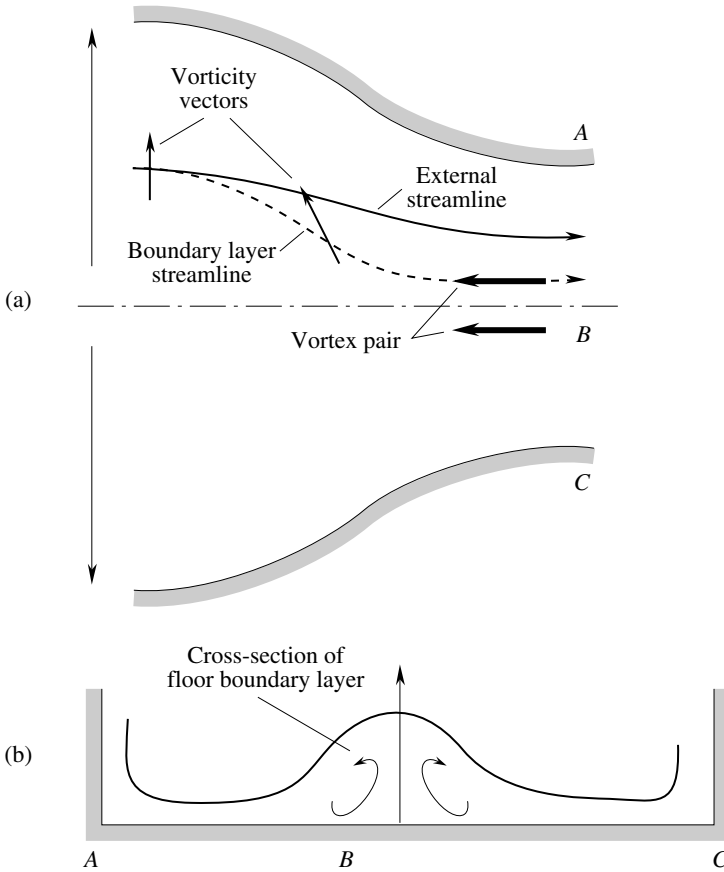 Vorticity
vectors
A
External
streamline
Boundary layer
streamline
(a)
Vortex pair
B
C
Cross-section of
floor boundary layer
(b)
A
B
C